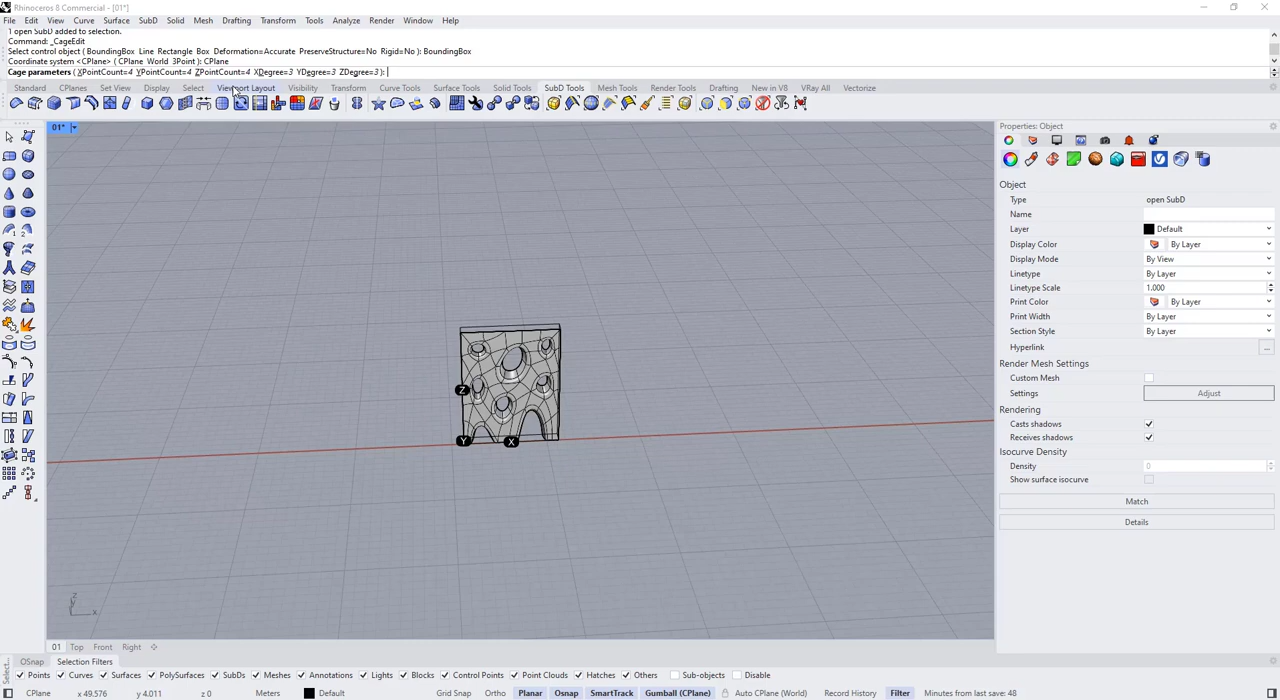 Rhinoceros 8 Commercial - [01*]
File Edit View Curve Surface SubD Solid Mesh Drafting Transform Tools Analyze Render Window Help
1 open SubD added to selection.
Command: _CageEdit
Select control object ( BoundingBox Line Rectangle Box Deformation=Accurate PreserveStructure=No Rigid=No ): BoundingBox
Coordinate system <CPlane> ( CPlane World 3Point ): CPlane
Cage parameters ( XPointCount=4 YPointCount=4 ZPointCount=4 XDegree=3 YDegree=3 ZDegree=3 ):
Standard CPlanes Set View Display Select Viewport Layout Visibility Transform Curve Tools Surface Tools Solid Tools SubD Tools Mesh Tools Render Tools Drafting New in V8 VRay All Vectorize
01*
Properties: Object
Object
Type open SubD
Name
Layer Default
Display Color By Layer
Display Mode By View
Linetype By Layer
Linetype Scale 1.000
Print Color By Layer
Print Width By Layer
Section Style By Layer
Hyperlink ...
Render Mesh Settings
Custom Mesh
Settings Adjust
Rendering
Casts shadows
Receives shadows
Isocurve Density
Density 0
Show surface isocurve
Match
Details
Z
Y X
z
y x
01 Top Front Right
OSnap Selection Filters
Points Curves Surfaces PolySurfaces SubDs Meshes Annotations Lights Blocks Control Points Point Clouds Hatches Others Sub-objects Disable
CPlane x 49.576 y 4.011 z 0 Meters Default Grid Snap Ortho Planar Osnap SmartTrack Gumball (CPlane) Auto CPlane (World) Record History Filter Minutes from last save: 48